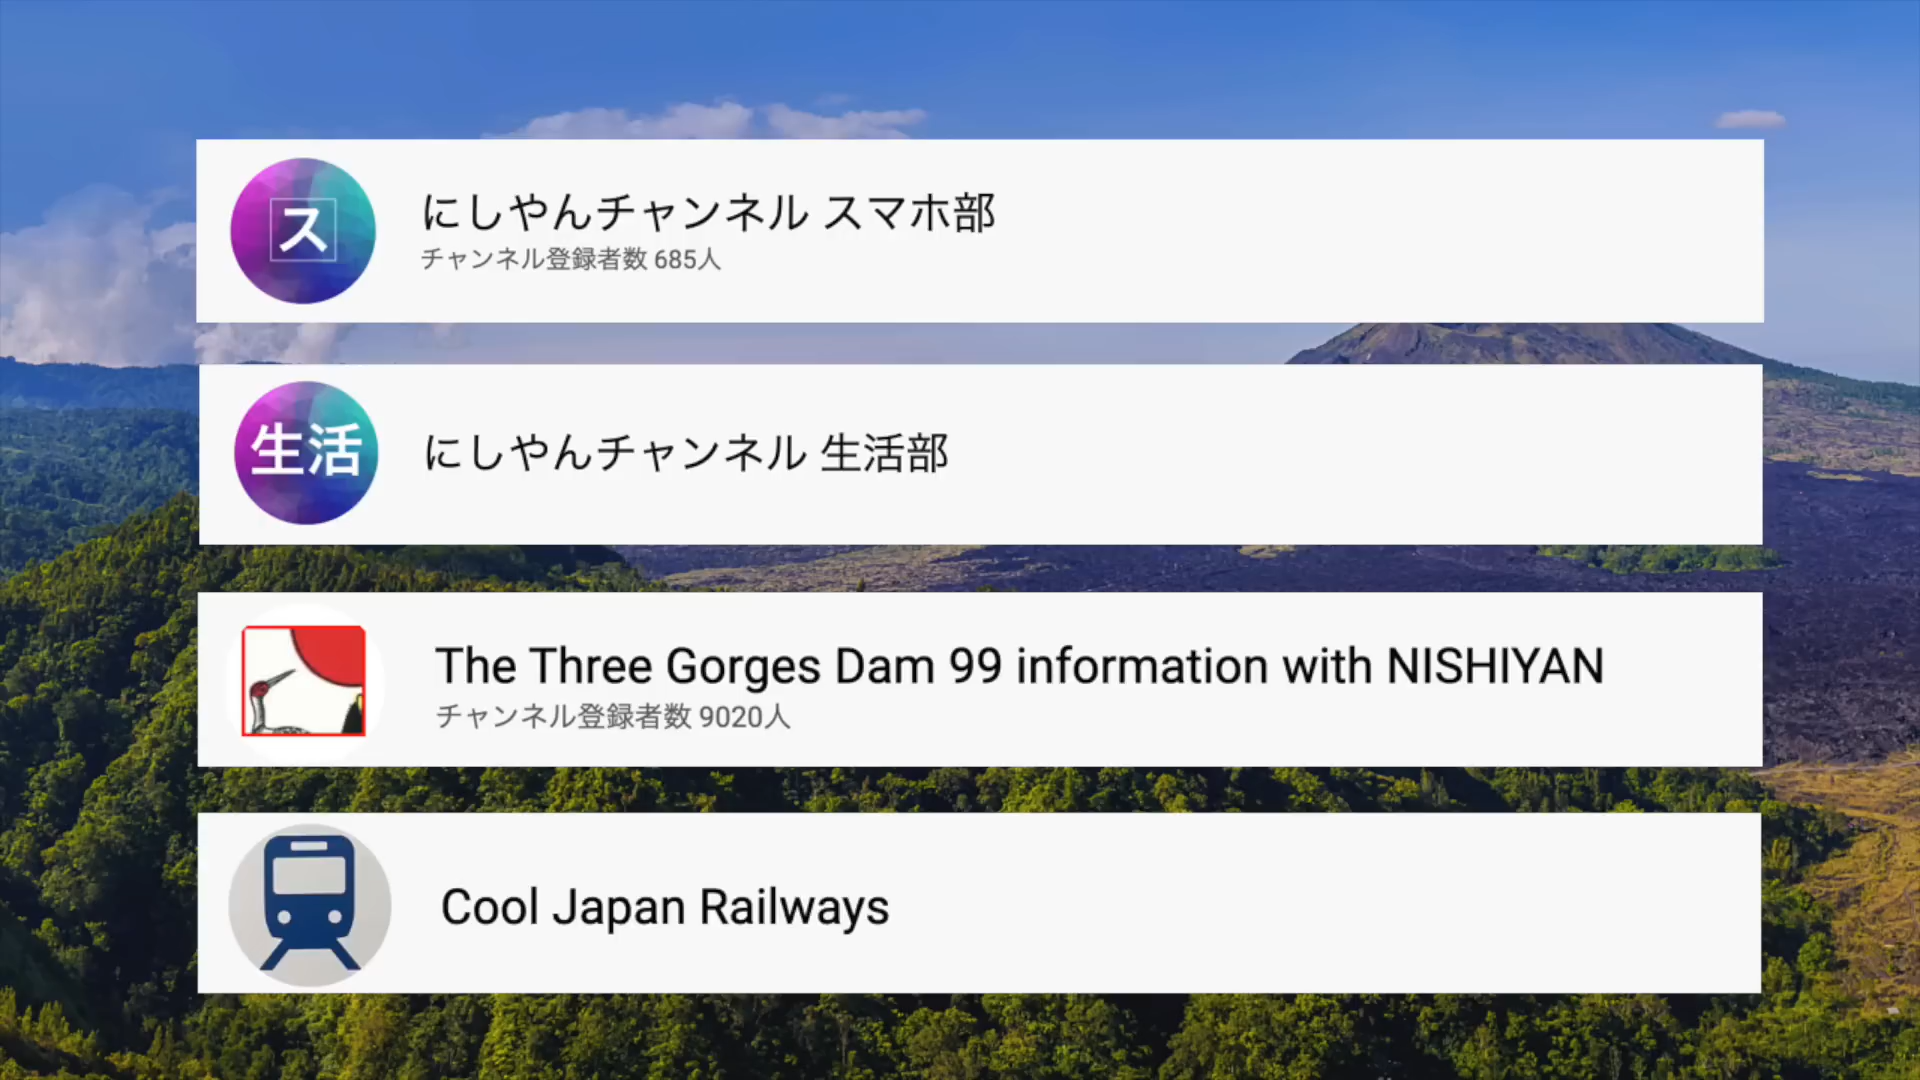 ス
にしやんチャンネル スマホ部
チャンネル登録者数 685人
生活
にしやんチャンネル 生活部
The Three Gorges Dam 99 information with NISHIYAN
チャンネル登録者数 9020人
Cool Japan Railways